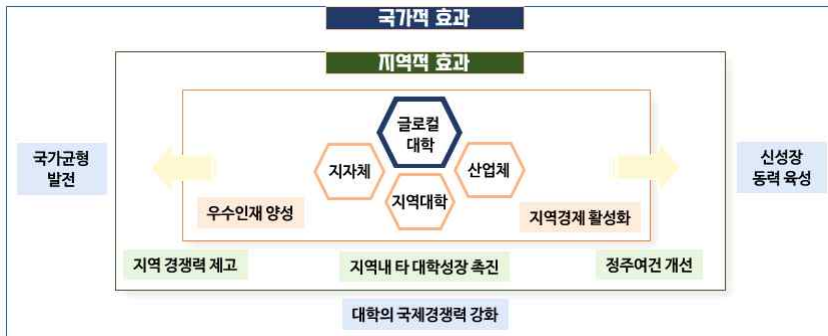 국가적 효과
지역적 효과
글로컬
대학
지자체
산업체
지역대학
국가균형
발전
신성장
동력 육성
우수인재 양성
지역경제 활성화
지역 경쟁력 제고
지역내 타 대학성장 촉진
정주여건 개선
대학의 국제경쟁력 강화